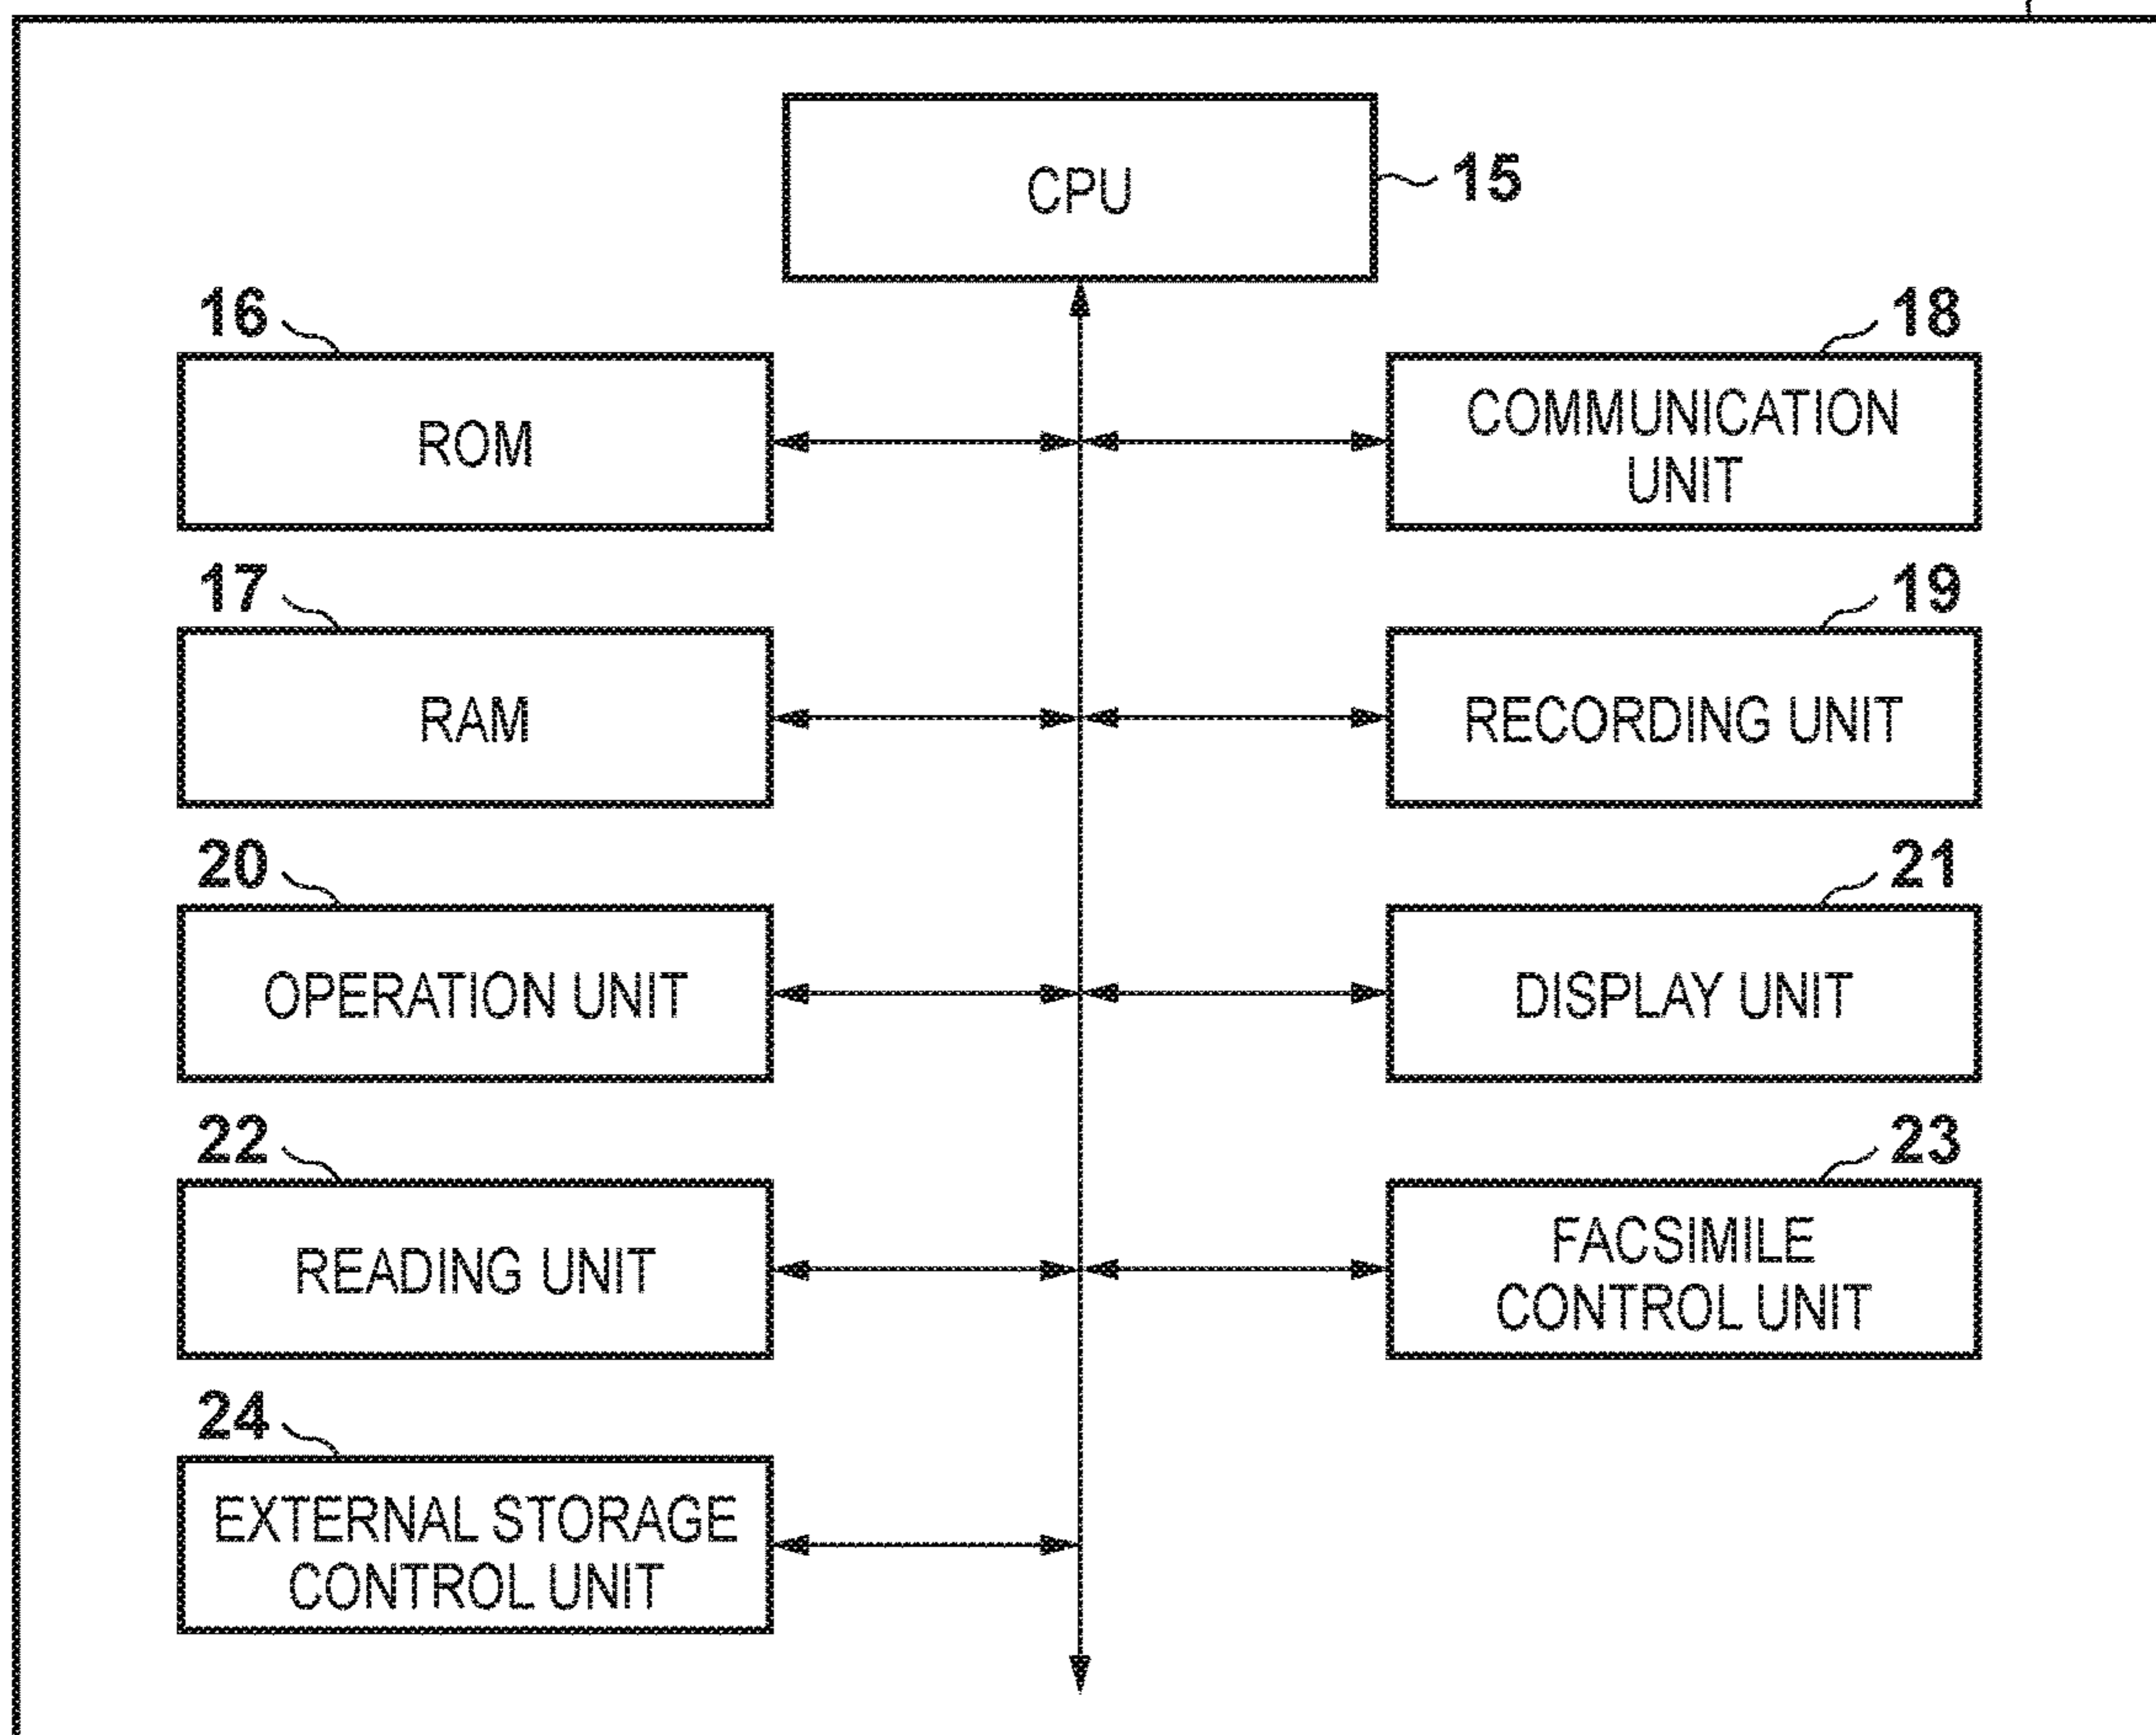 CPU
15
16
18
ROM
COMMUNICATION
UNIT
17
19
RAM
RECORDING UNIT
20
21
OPERATION UNIT
DISPLAY UNIT
22
23
READING UNIT
FACSIMILE
CONTROL UNIT
24
EXTERNAL STORAGE
CONTROL UNIT